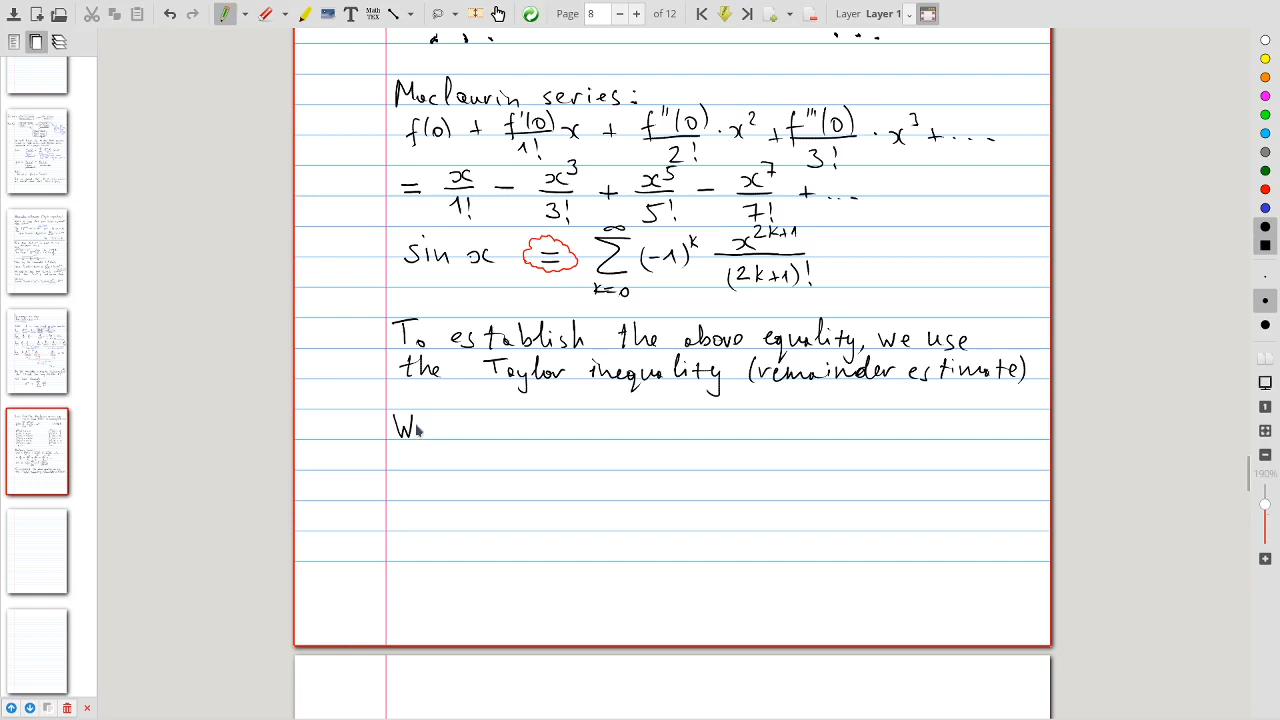 Page 8 of 12 Layer Layer 1
Maclaurin series:
f(0) + f'(0)/1! x + f''(0)/2! · x² + f'''(0)/3! · x³ + ...
= x/1! − x³/3! + x⁵/5! − x⁷/7! + ...
sin x = ∑_{k=0}^{∞} (−1)^k x^{2k+1}/(2k+1)!
To establish the above equality, we use
the Taylor inequality (remainder estimate)
W
190%